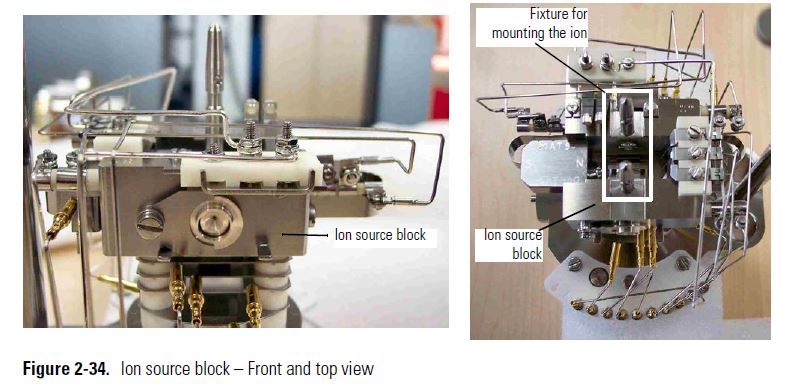 Fixture for
mounting the ion
Ion source block
Ion source
block
Figure 2-34. Ion source block – Front and top view